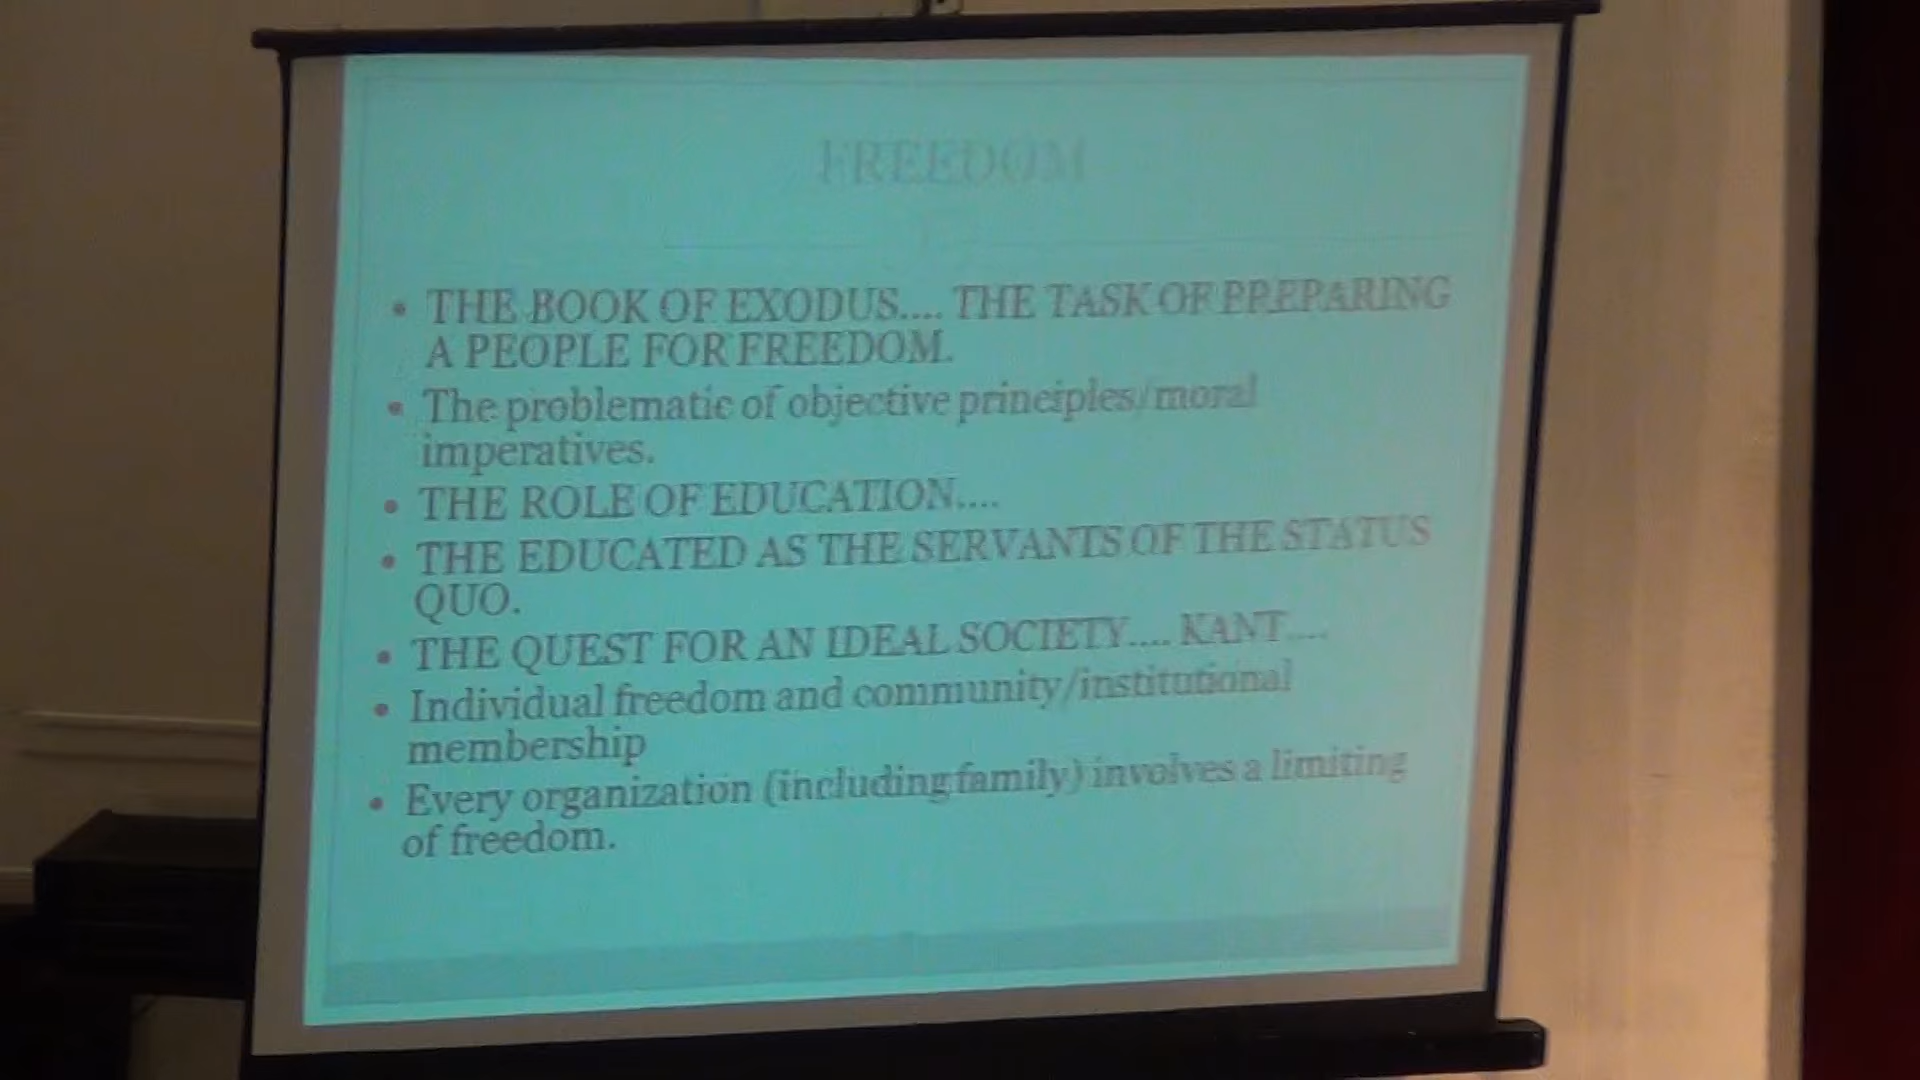 FREEDOM
• THE BOOK OF EXODUS.... THE TASK OF PREPARING
A PEOPLE FOR FREEDOM.
• The problematic of objective principles/moral
imperatives.
• THE ROLE OF EDUCATION....
• THE EDUCATED AS THE SERVANTS OF THE STATUS
QUO.
• THE QUEST FOR AN IDEAL SOCIETY.... KANT....
• Individual freedom and community/institutional
membership
• Every organization (including family) involves a limiting
of freedom.